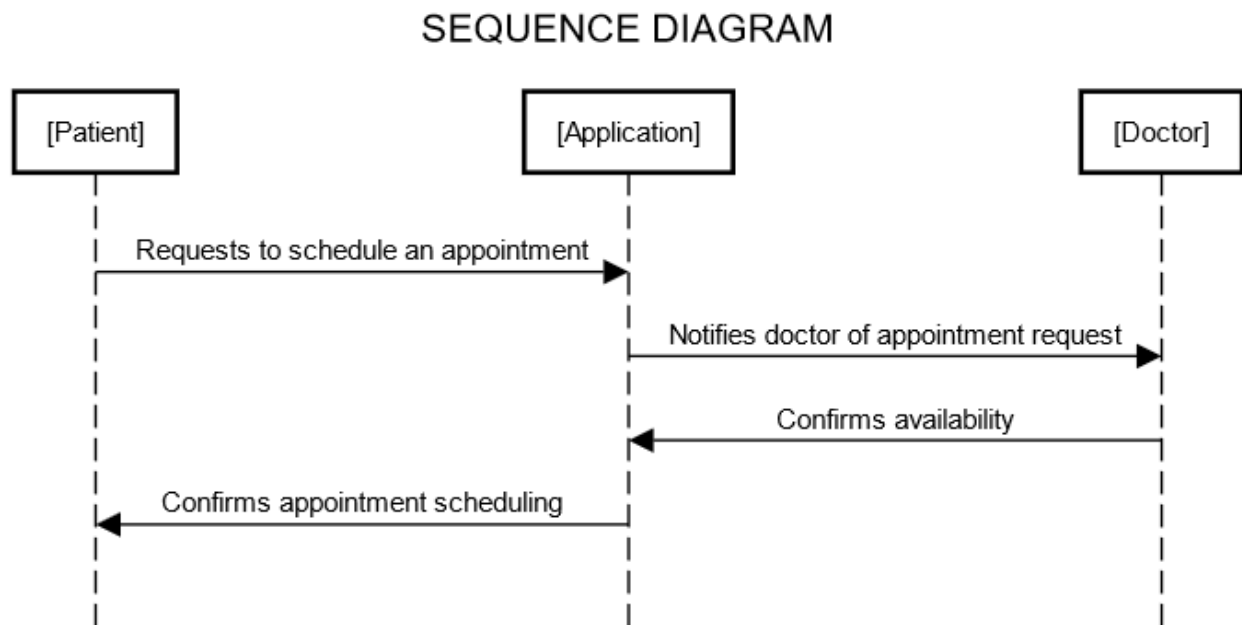 SEQUENCE DIAGRAM
[Patient]
[Application]
[Doctor]
Requests to schedule an appointment
Notifies doctor of appointment request
Confirms availability
Confirms appointment scheduling